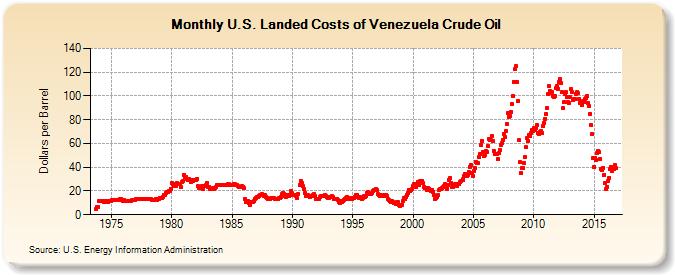 Monthly U.S. Landed Costs of Venezuela Crude Oil
Dollars per Barrel
140
120
100
80
60
40
20
0
1975 1980 1985 1990 1995 2000 2005 2010 2015
Source: U.S. Energy Information Administration